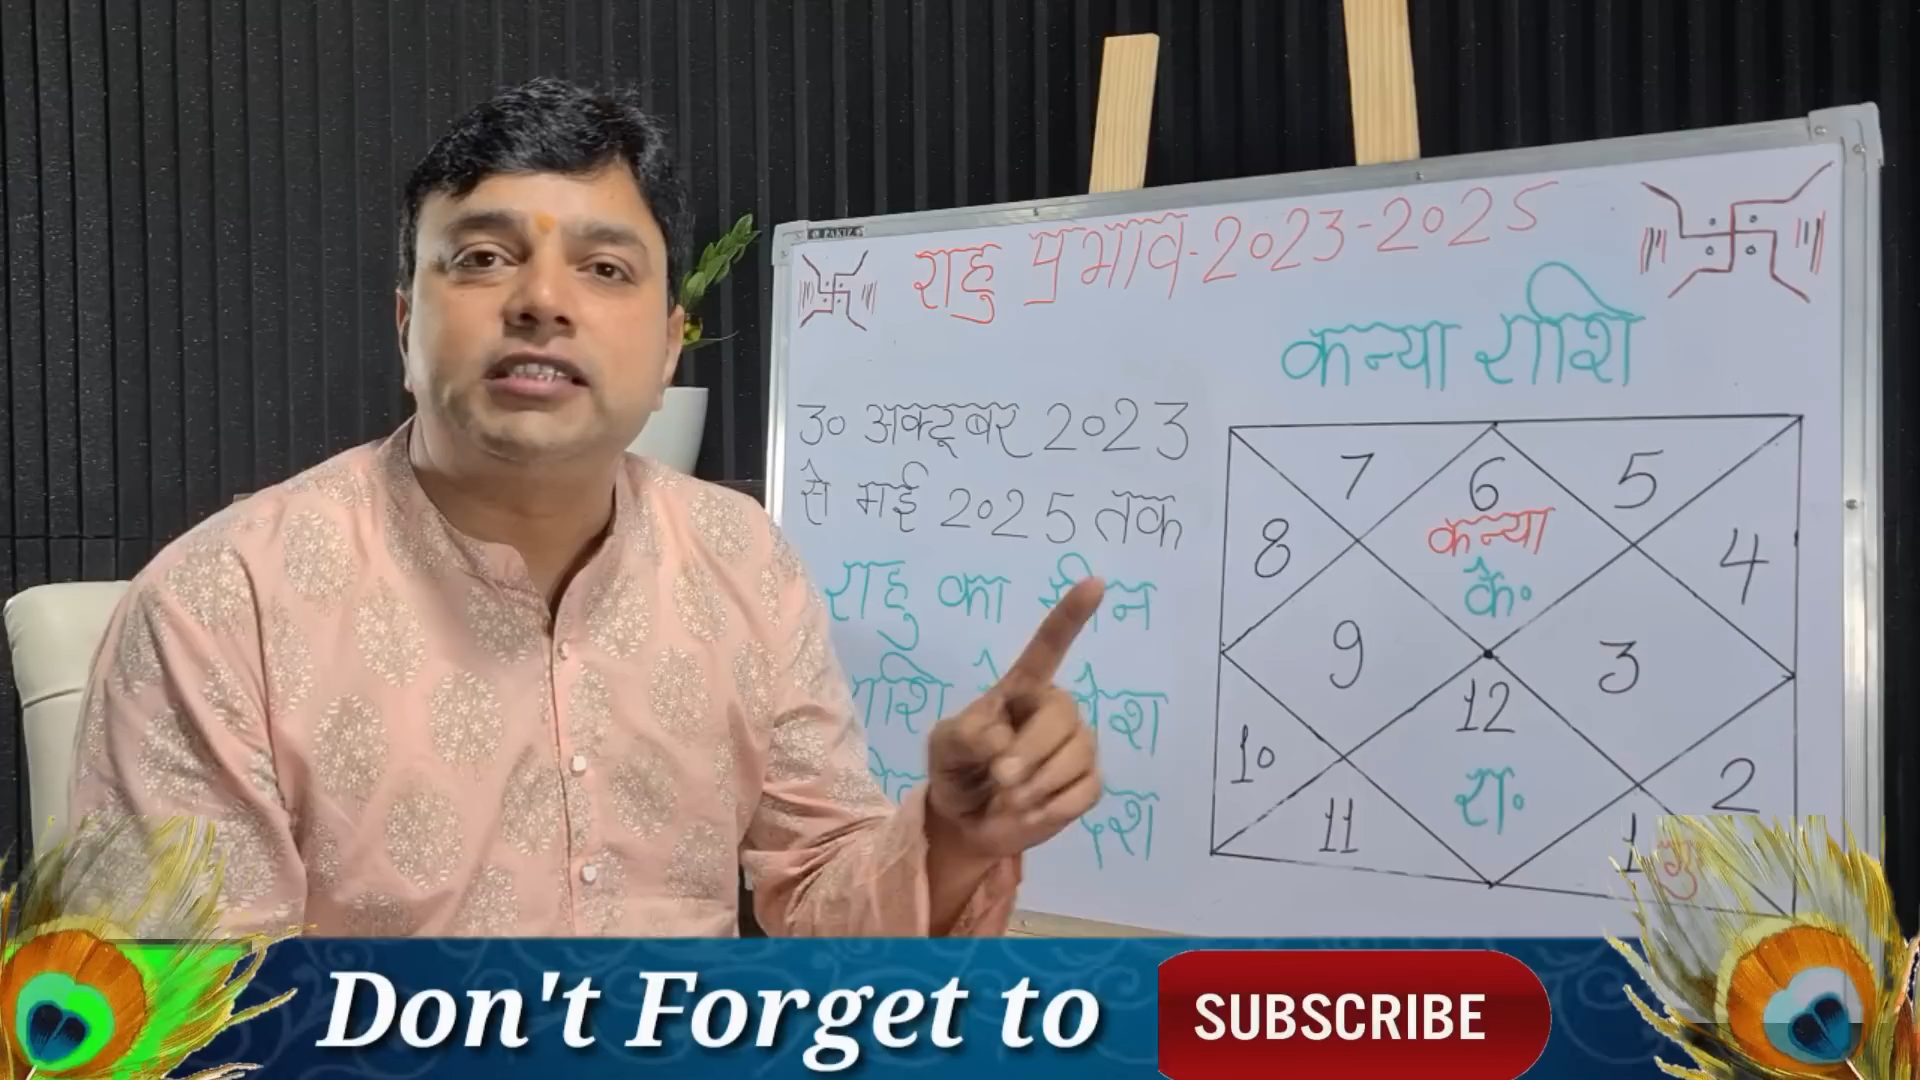 राहु प्रभाव-2023-2025
कन्या राशि
30 अक्टूबर 2023
से मई 2025 तक
राहु का
राशि
7
6
5
8
कन्या
4
के॰
9
3
12
10
रा॰
2
11
1 गु
Don't Forget to
SUBSCRIBE